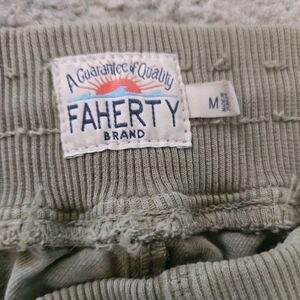 A Guarantee of Quality
FAHERTY
BRAND
M